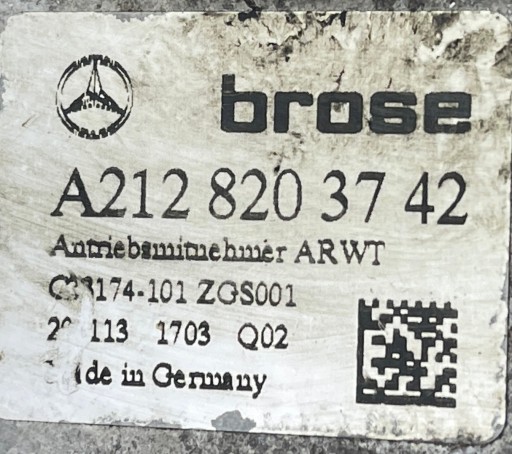 brose
A212 820 37 42
Antriebsmitnehmer ARWT
ZGS001
113 1703 Q02
in Germany